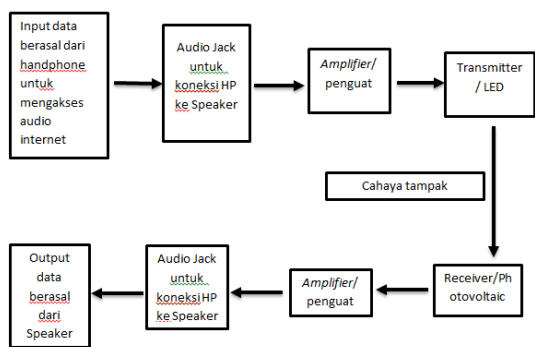 Input data
berasal dari
handphone
untuk
mengakses
audio
internet
Audio Jack
untuk
koneksi HP
ke Speaker
Amplifier/
penguat
Transmitter
/ LED
Cahaya tampak
Receiver/Ph
otovoltaic
Amplifier/
penguat
Audio Jack
untuk
koneksi HP
ke Speaker
Output
data
berasal
dari
Speaker